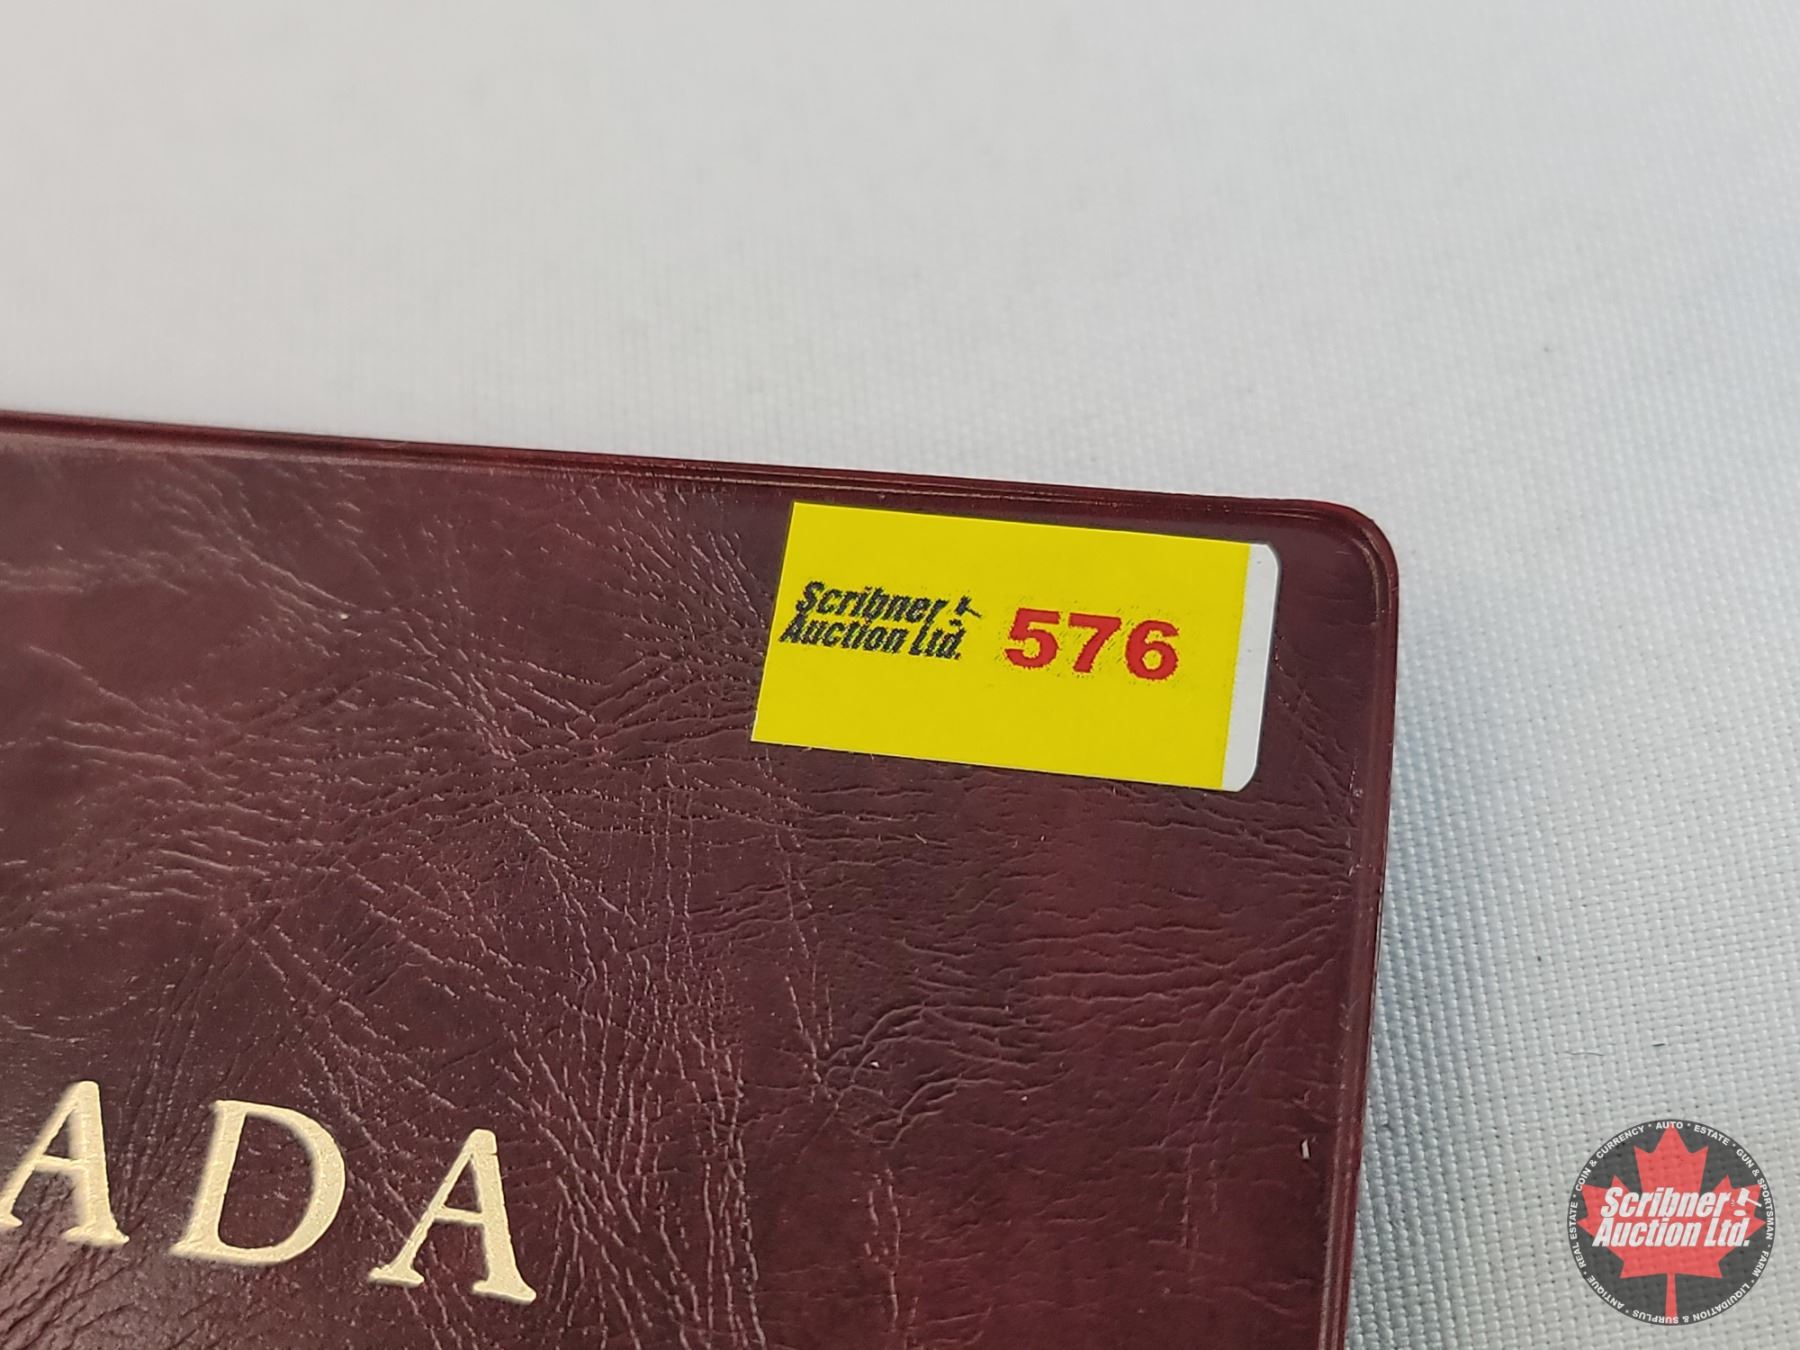 Scribner
Auction Ltd.
576
ADA
COIN & CURRENCY • AUTO • ESTATE • GUN & SPORTSMAN • FARM • LIQUIDATION & SURPLUS • ANTIQUE • REAL ESTATE •
Scribner
Auction Ltd.